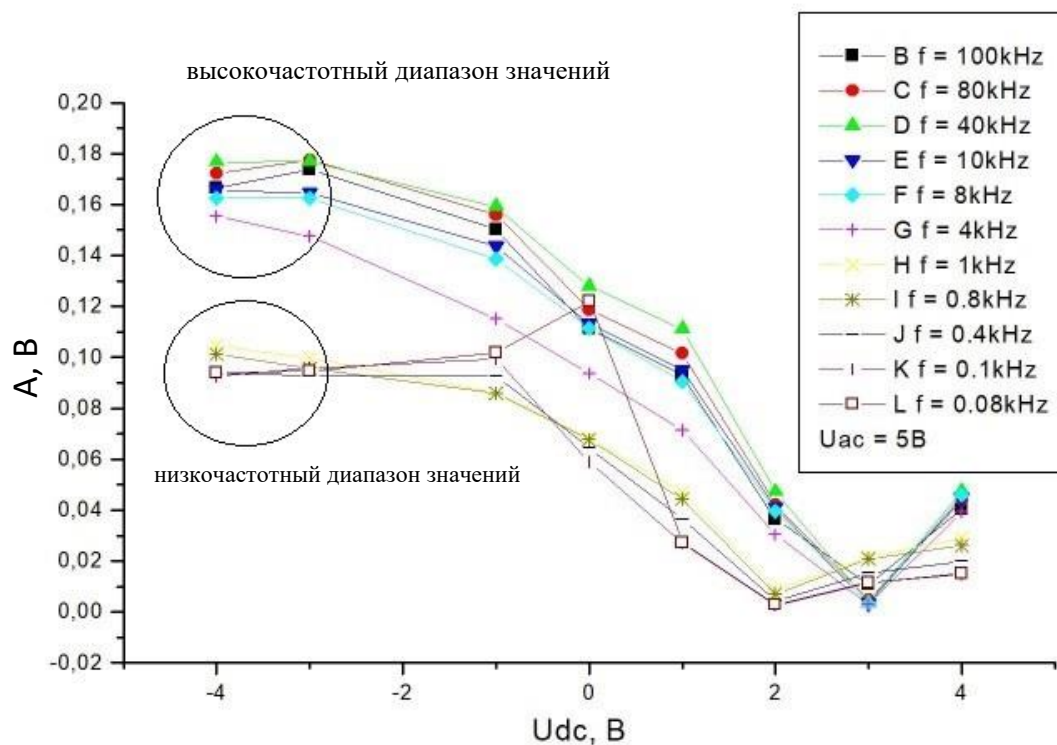 высокочастотный диапазон значений
0,20
0,18
0,16
0,14
0,12
0,10
0,08
0,06
0,04
0,02
0,00
-0,02
A, B
низкочастотный диапазон значений
-4
-2
0
2
4
Udc, B
B f = 100kHz
C f = 80kHz
D f = 40kHz
E f = 10kHz
F f = 8kHz
G f = 4kHz
H f = 1kHz
I f = 0.8kHz
J f = 0.4kHz
K f = 0.1kHz
L f = 0.08kHz
Uac = 5B